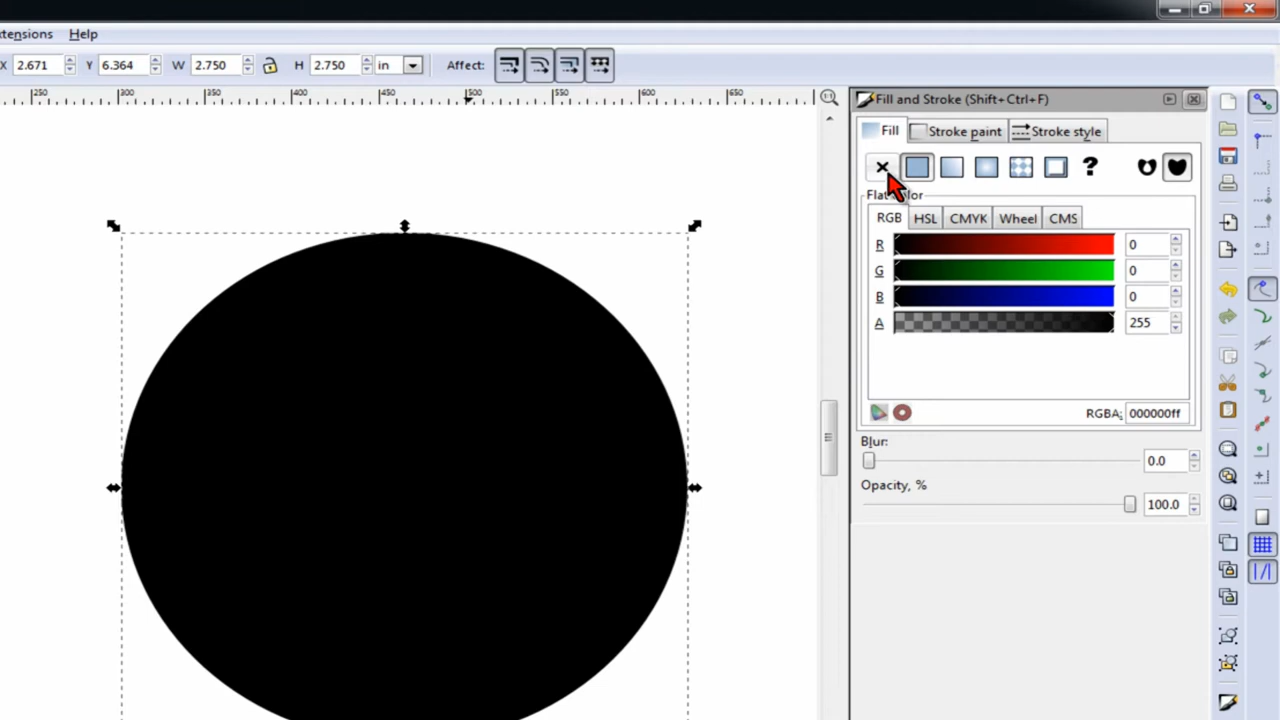 tensions Help
X 2.671 Y 6.364 W 2.750 H 2.750 in Affect:
250 300 350 400 450 500 550 600 650
Fill and Stroke (Shift+Ctrl+F)
Fill Stroke paint Stroke style
?
Flat color
RGB HSL CMYK Wheel CMS
R 0
G 0
B 0
A 255
RGBA: 000000ff
Blur:
0.0
Opacity, %
100.0